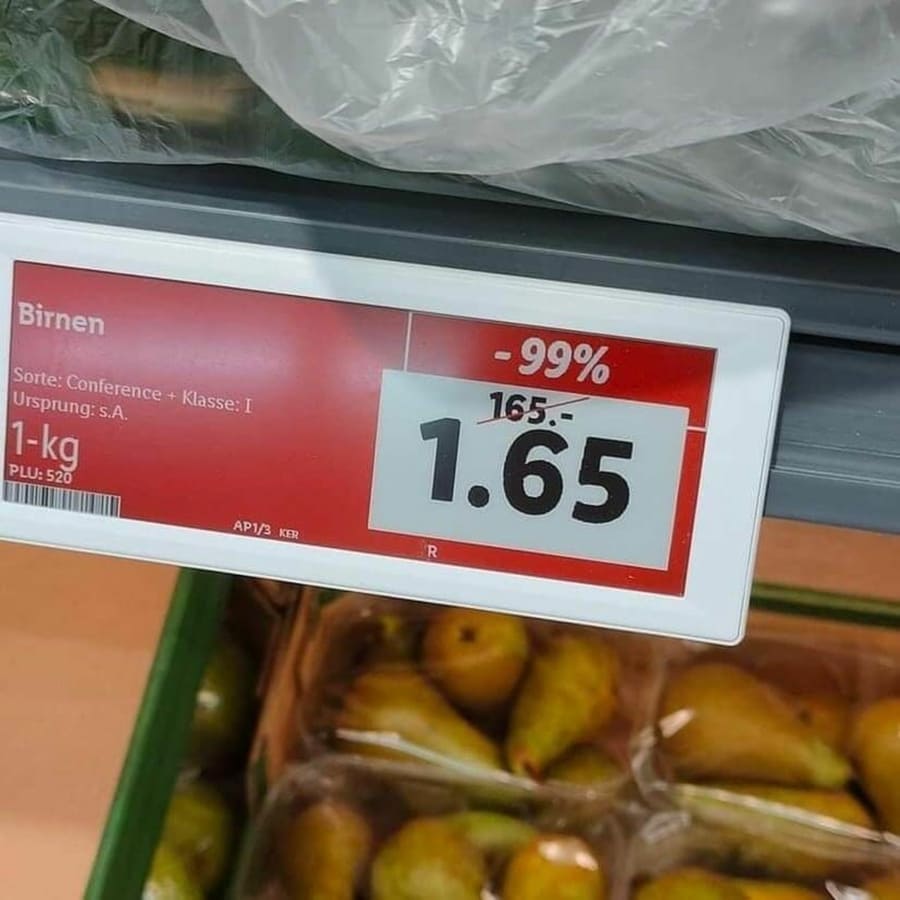 Birnen
Sorte: Conference + Klasse: I
Ursprung: s.A.
1-kg
PLU: 520
AP1/3 KER
R
-99%
165.-
1.65